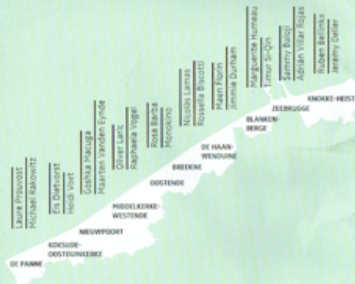 Laure Prouvost
Michael Rakowitz
Els Dietvorst
Heidi Voet
Goshka Macuga
Maarten Vanden Eynde
Oliver Laric
Raphaela Vogel
Rosa Barba
Monokino
Nicolás Lamas
Rossella Biscotti
Maen Florin
Jimmie Durham
Marguerite Humeau
Timur Si-Qin
Sammy Baloji
Adrián Villar Rojas
Ruben Bellinkx
Jeremy Deller
DE PANNE
KOKSIJDE-
OOSTDUINKERKE
NIEUWPOORT
MIDDELKERKE-
WESTENDE
OOSTENDE
BREDENE
DE HAAN-
WENDUINE
BLANKEN-
BERGE
ZEEBRUGGE
KNOKKE-HEIST